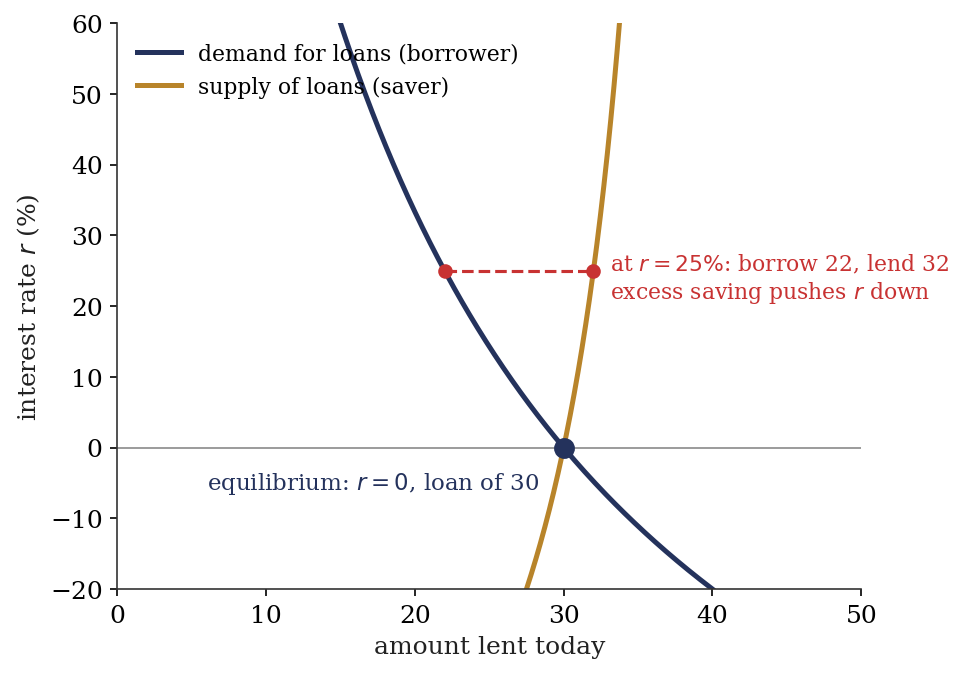 60
50
40
30
20
10
0
−10
−20
interest rate r (%)
demand for loans (borrower)
supply of loans (saver)
at r = 25%: borrow 22, lend 32
excess saving pushes r down
equilibrium: r = 0, loan of 30
0 10 20 30 40 50
amount lent today